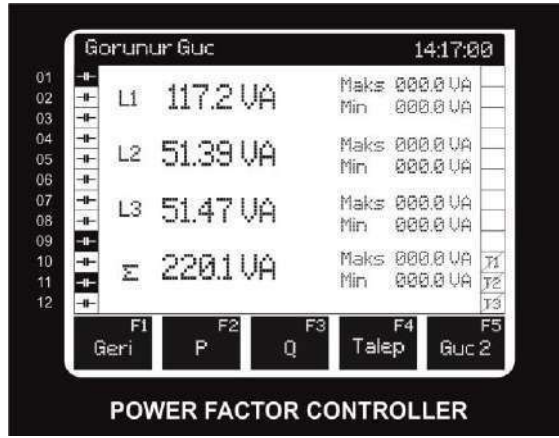 Gorunur Guc 14:17:00
01
02
03
04
05
06
07
08
09
10
11
12
L1 117.2 VA Maks 000.0 VA
Min 000.0 VA
L2 51.39 VA Maks 000.0 VA
Min 000.0 VA
L3 51.47 VA Maks 000.0 VA
Min 000.0 VA
Σ 220.1 VA Maks 000.0 VA
Min 000.0 VA
T1
T2
T3
F1 F2 F3 F4 F5
Geri P Q Talep Guc 2
POWER FACTOR CONTROLLER